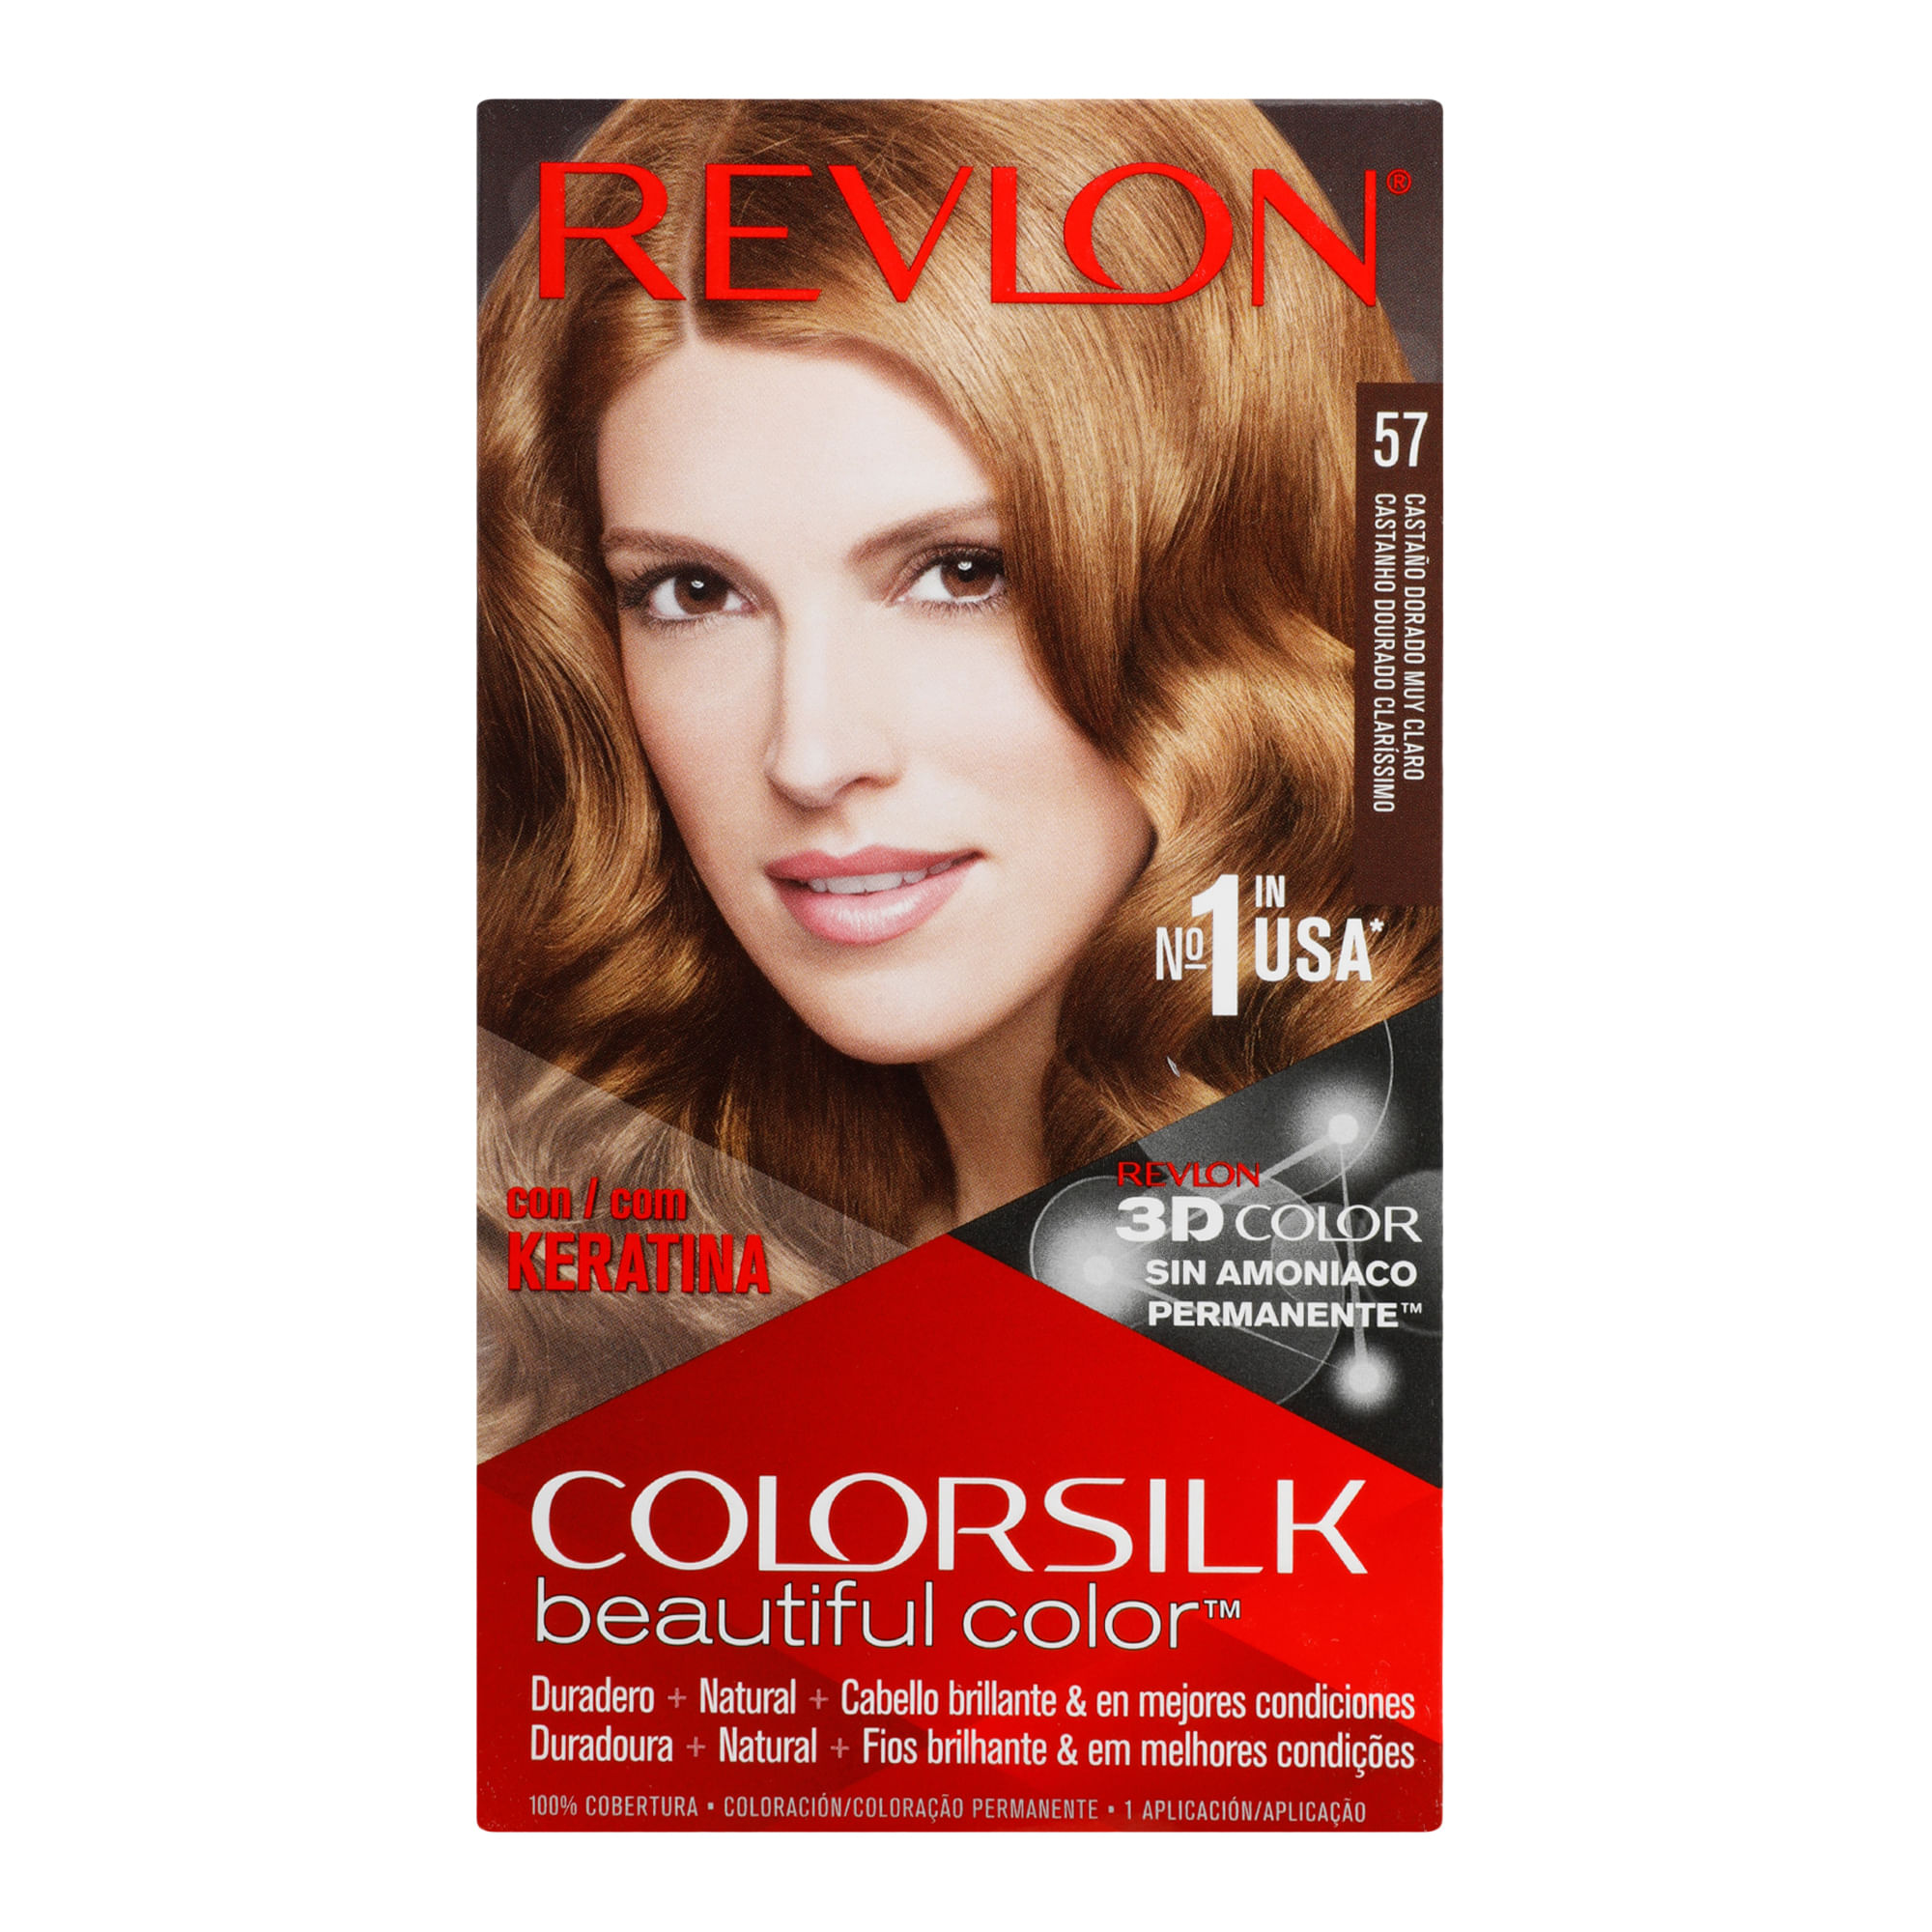 REVLON®
57
CASTAÑO DORADO MUY CLARO
CASTANHO DOURADO CLARÍSSIMO
Nº1 IN USA*
con / com
KERATINA
REVLON
3D COLOR
SIN AMONIACO
PERMANENTE™
COLORSILK
beautiful color™
Duradero + Natural + Cabello brillante & en mejores condiciones
Duradoura + Natural + Fios brilhante & em melhores condições
100% COBERTURA ▪ COLORACIÓN/COLORAÇÃO PERMANENTE ▪ 1 APLICACIÓN/APLICAÇÃO